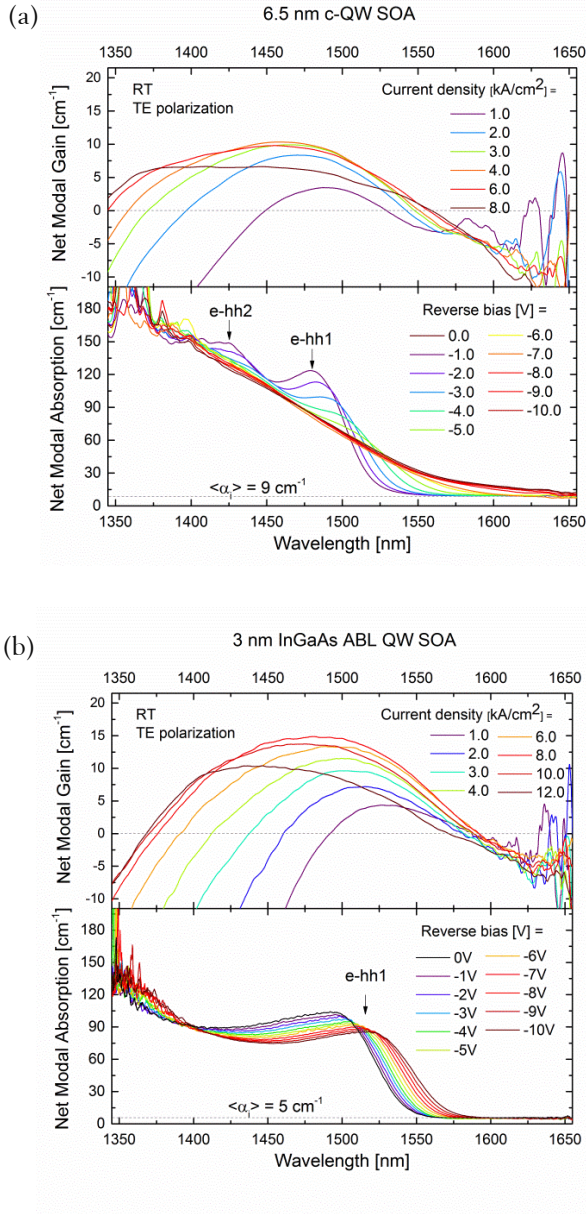 (a)
6.5 nm c-QW SOA
1345 1400 1450 1500 1550 1600 1650
20
15
10
5
0
-5
-10
Net Modal Gain [cm-1]
RT
TE polarization
Current density [kA/cm2] =
1.0
2.0
3.0
4.0
6.0
8.0
180
150
120
90
60
30
0
Net Modal Absorption [cm-1]
e-hh2
e-hh1
Reverse bias [V] =
0.0 -6.0
-1.0 -7.0
-2.0 -8.0
-3.0 -9.0
-4.0 -10.0
-5.0
<αi> = 9 cm-1
1345 1400 1450 1500 1550 1600 1650
Wavelength [nm]
(b)
3 nm InGaAs ABL QW SOA
1345 1400 1450 1500 1550 1600 1650
20
15
10
5
0
-5
-10
Net Modal Gain [cm-1]
RT
TE polarization
Current density [kA/cm2] =
1.0 6.0
2.0 8.0
3.0 10.0
4.0 12.0
180
150
120
90
60
30
0
Net Modal Absorption [cm-1]
e-hh1
Reverse bias [V] =
0V -6V
-1V -7V
-2V -8V
-3V -9V
-4V -10V
-5V
<αi> = 5 cm-1
1345 1400 1450 1500 1550 1600 1650
Wavelength [nm]